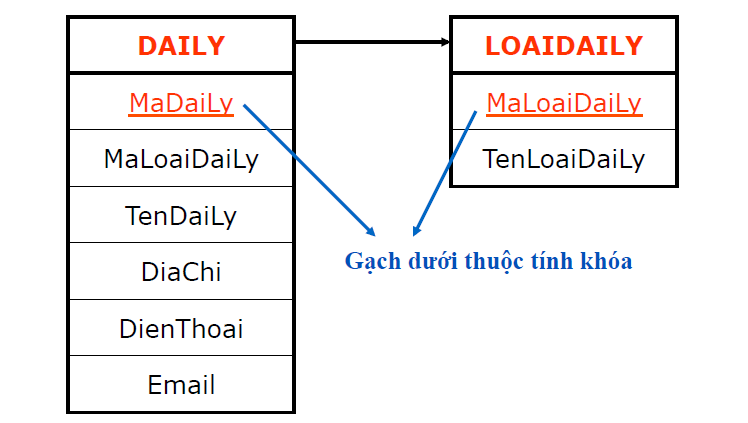 DAILY
MaDaiLy
MaLoaiDaiLy
TenDaiLy
DiaChi
DienThoai
Email
LOAIDAILY
MaLoaiDaiLy
TenLoaiDaiLy
Gạch dưới thuộc tính khóa